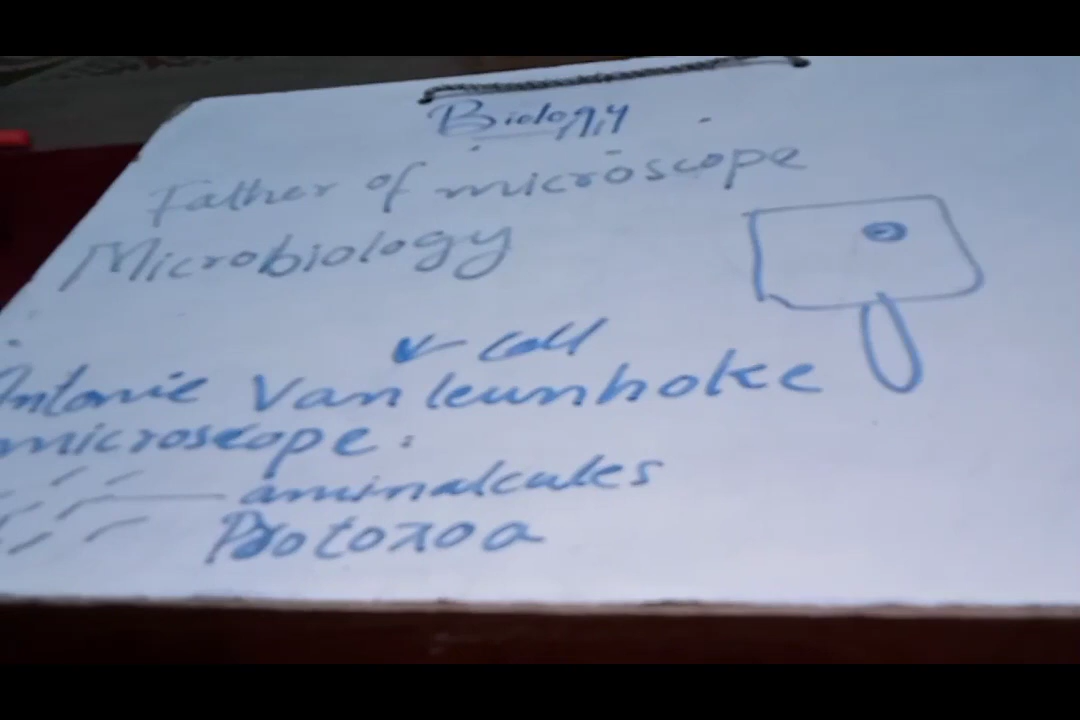 Biology
Father of microscope
Microbiology
cell
Antonie Van leunhoke
microscope:
aminalcules
Protozoa